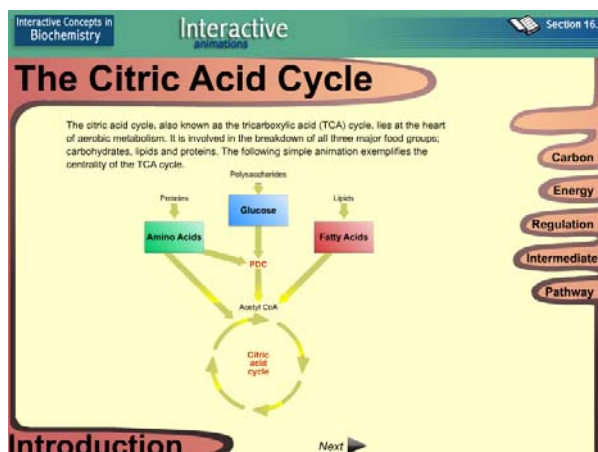 Interactive Concepts in
Biochemistry
Interactive
animations
Section 16.
The Citric Acid Cycle
The citric acid cycle, also known as the tricarboxylic acid (TCA) cycle, lies at the heart
of aerobic metabolism. It is involved in the breakdown of all three major food groups;
carbohydrates, lipids and proteins. The following simple animation exemplifies the
centrality of the TCA cycle.
Polysaccharides
Proteins
Lipids
Glucose
Amino Acids
Fatty Acids
PDC
Acetyl CoA
Citric
acid
cycle
Carbon
Energy
Regulation
Intermediate
Pathway
Introduction
Next